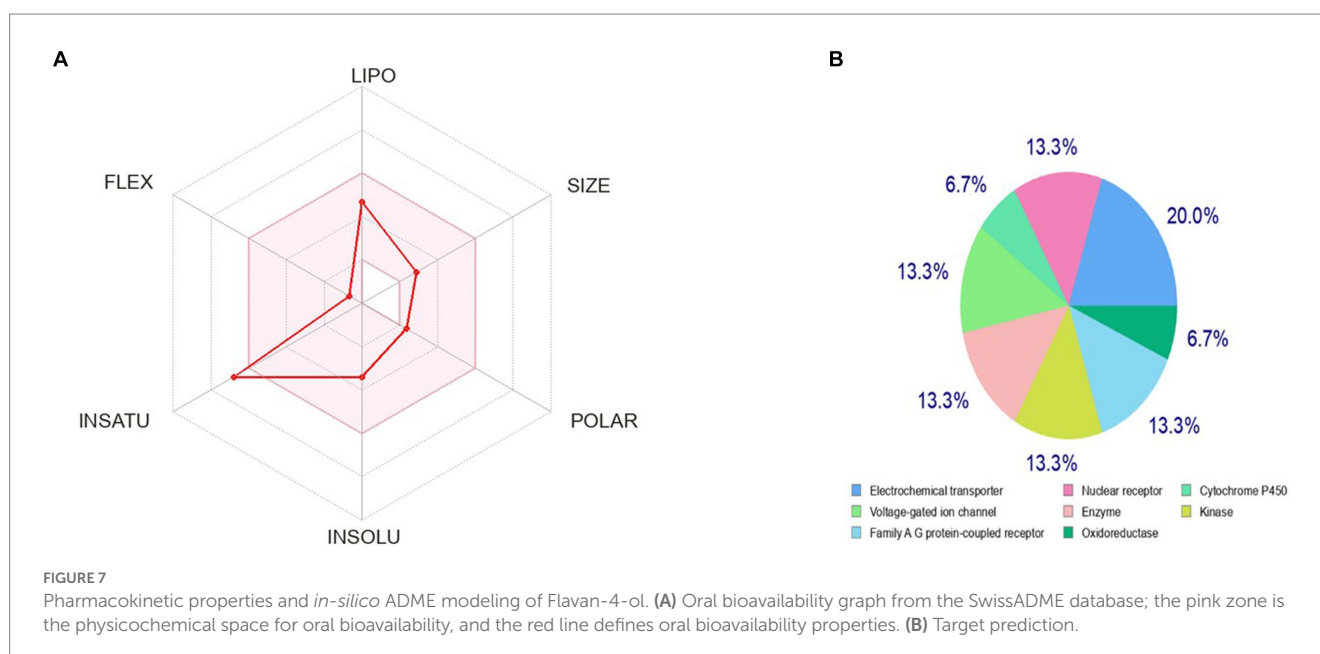 A
LIPO
FLEX
SIZE
INSATU
POLAR
INSOLU
B
13.3%
6.7%
20.0%
13.3%
6.7%
13.3%
13.3%
13.3%
Electrochemical transporter
Nuclear receptor
Cytochrome P450
Voltage-gated ion channel
Enzyme
Kinase
Family A G protein-coupled receptor
Oxidoreductase
FIGURE 7
Pharmacokinetic properties and in-silico ADME modeling of Flavan-4-ol. (A) Oral bioavailability graph from the SwissADME database; the pink zone is
the physicochemical space for oral bioavailability, and the red line defines oral bioavailability properties. (B) Target prediction.